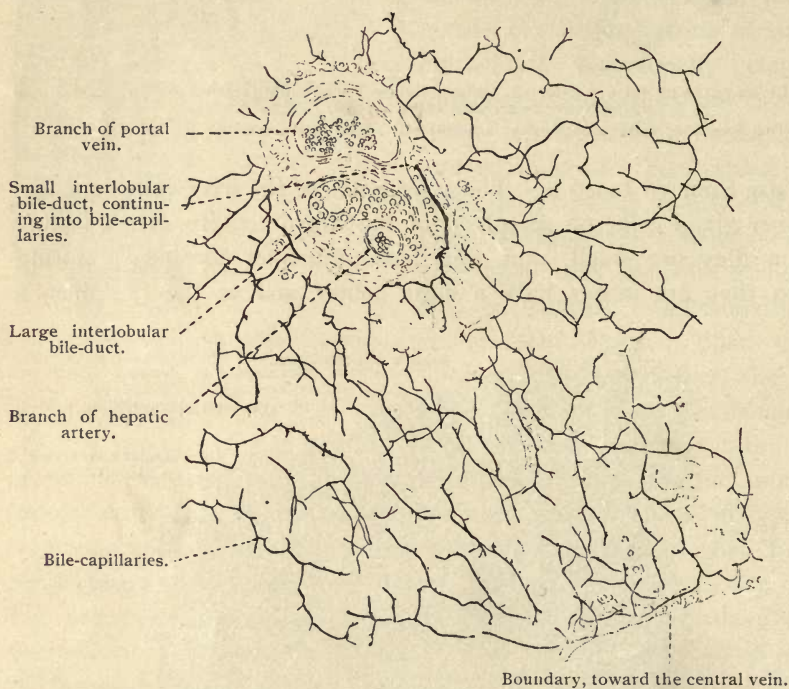 Branch of portal
vein.
Small interlobular
bile-duct, continu-
ing into bile-capil-
laries.
Large interlobular
bile-duct.
Branch of hepatic
artery.
Bile-capillaries.
Boundary, toward the central vein.